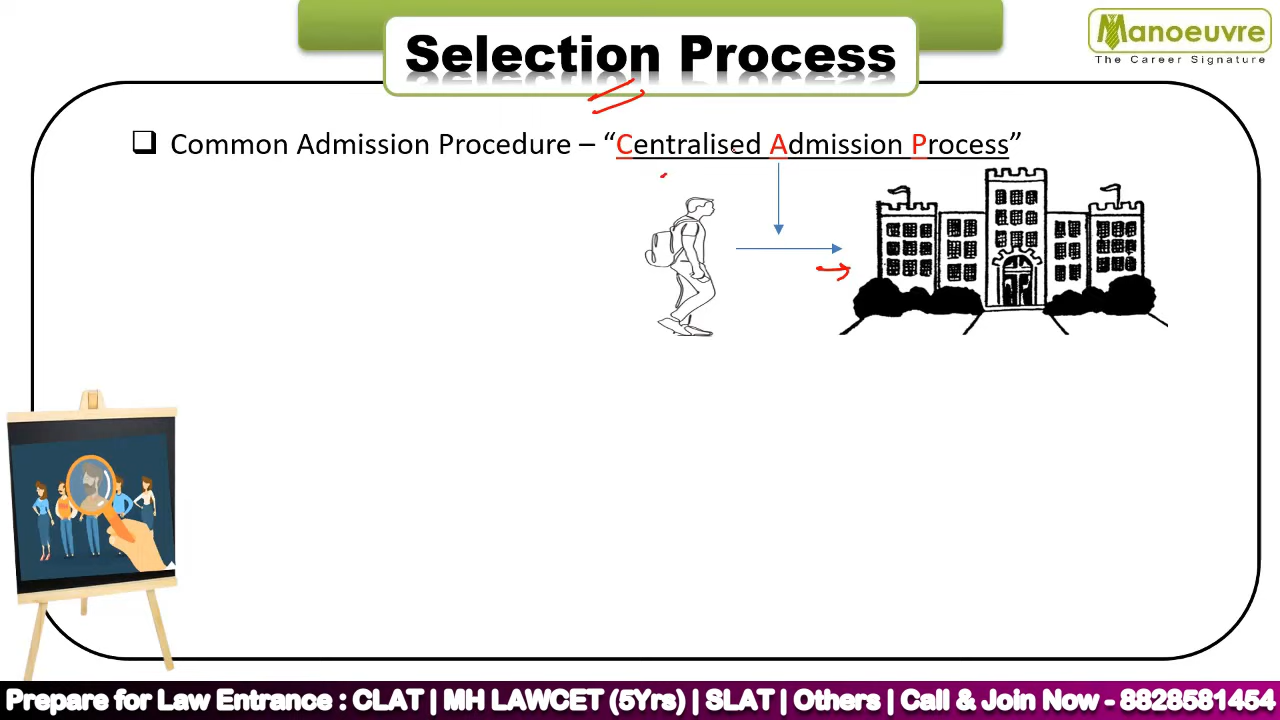 Selection Process
Manoeuvre
The Career Signature
❑ Common Admission Procedure – “Centralised Admission Process”
Prepare for Law Entrance : CLAT | MH LAWCET (5Yrs) | SLAT | Others | Call & Join Now - 8828581454